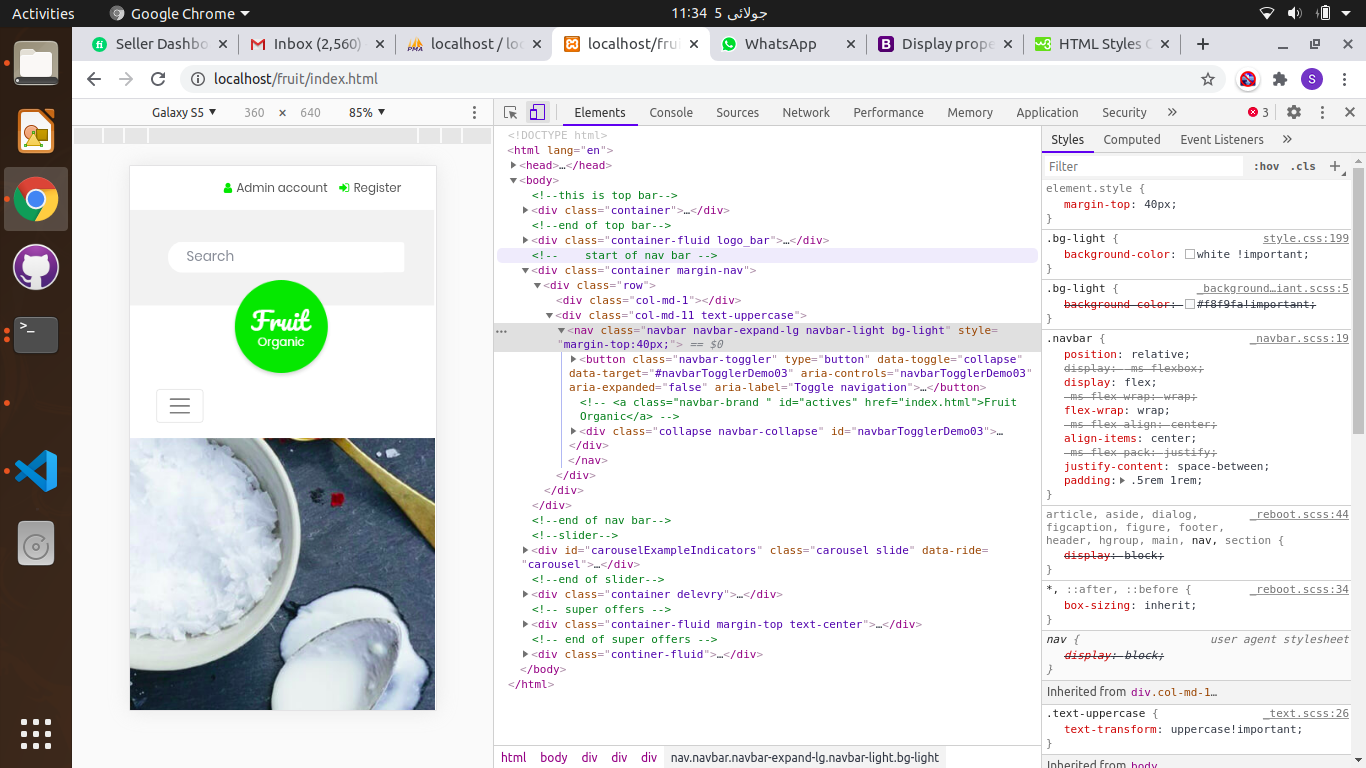 Activities
Google Chrome
11:34 5 جولائی
Seller Dashbo
Inbox (2,560)
localhost / loc
localhost/frui
WhatsApp
Display prope
HTML Styles C
localhost/fruit/index.html
S
Galaxy S5
360 × 640
85%
Elements
Console
Sources
Network
Performance
Memory
Application
Security
»
3
Admin account
Register
Search
Fruit
Organic
<!DOCTYPE html>
<html lang="en">
<head>…</head>
<body>
<!--this is top bar-->
<div class="container">…</div>
<!--end of top bar-->
<div class="container-fluid logo_bar">…</div>
<!-- start of nav bar -->
<div class="container margin-nav">
<div class="row">
<div class="col-md-1"></div>
<div class="col-md-11 text-uppercase">
<nav class="navbar navbar-expand-lg navbar-light bg-light" style=
"margin-top:40px;"> == $0
<button class="navbar-toggler" type="button" data-toggle="collapse"
data-target="#navbarTogglerDemo03" aria-controls="navbarTogglerDemo03"
aria-expanded="false" aria-label="Toggle navigation">…</button>
<!-- <a class="navbar-brand " id="actives" href="index.html">Fruit
Organic</a> -->
<div class="collapse navbar-collapse" id="navbarTogglerDemo03">…
</div>
</nav>
</div>
</div>
</div>
<!--end of nav bar-->
<!--slider-->
<div id="carouselExampleIndicators" class="carousel slide" data-ride=
"carousel">…</div>
<!--end of slider-->
<div class="container delevry">…</div>
<!-- super offers -->
<div class="container-fluid margin-top text-center">…</div>
<!-- end of super offers -->
<div class="continer-fluid">…</div>
</body>
</html>
html body div div div nav.navbar.navbar-expand-lg.navbar-light.bg-light
Styles
Computed
Event Listeners
»
Filter
:hov .cls +
element.style {
margin-top: 40px;
}
.bg-light { style.css:199
background-color: white !important;
}
.bg-light { _background…iant.scss:5
background-color: #f8f9fa!important;
}
.navbar { _navbar.scss:19
position: relative;
display: -ms-flexbox;
display: flex;
-ms-flex-wrap: wrap;
flex-wrap: wrap;
-ms-flex-align: center;
align-items: center;
-ms-flex-pack: justify;
justify-content: space-between;
padding: .5rem 1rem;
}
article, aside, dialog, _reboot.scss:44
figcaption, figure, footer,
header, hgroup, main, nav, section {
display: block;
}
*, ::after, ::before { _reboot.scss:34
box-sizing: inherit;
}
nav { user agent stylesheet
display: block;
}
Inherited from div.col-md-1…
.text-uppercase { _text.scss:26
text-transform: uppercase!important;
}
Inherited from body